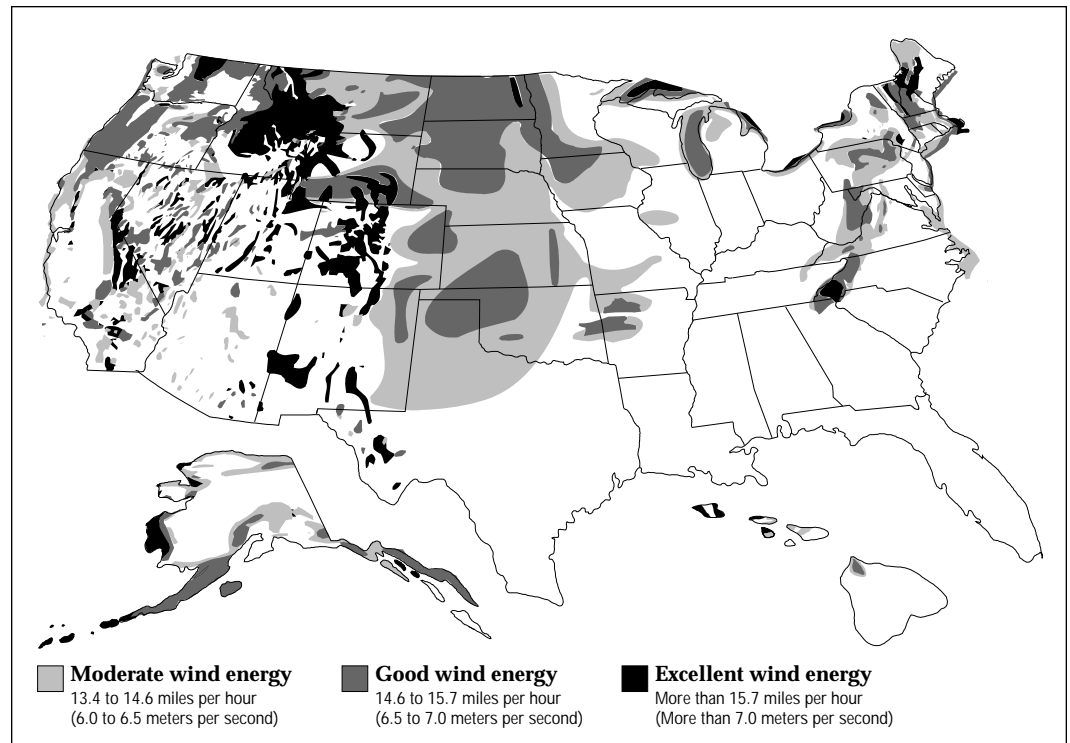 Moderate wind energy
13.4 to 14.6 miles per hour
(6.0 to 6.5 meters per second)
Good wind energy
14.6 to 15.7 miles per hour
(6.5 to 7.0 meters per second)
Excellent wind energy
More than 15.7 miles per hour
(More than 7.0 meters per second)